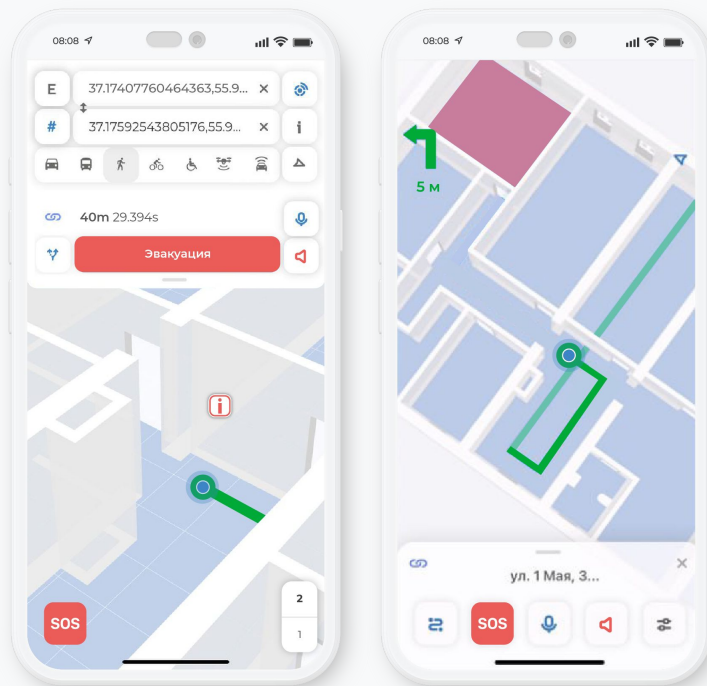 08:08
E
37.17407760464363,55.9...
#
37.17592543805176,55.9...
i
40m 29.394s
Эвакуация
i
SOS
2
1
08:08
5 м
ул. 1 Мая, 3...
SOS